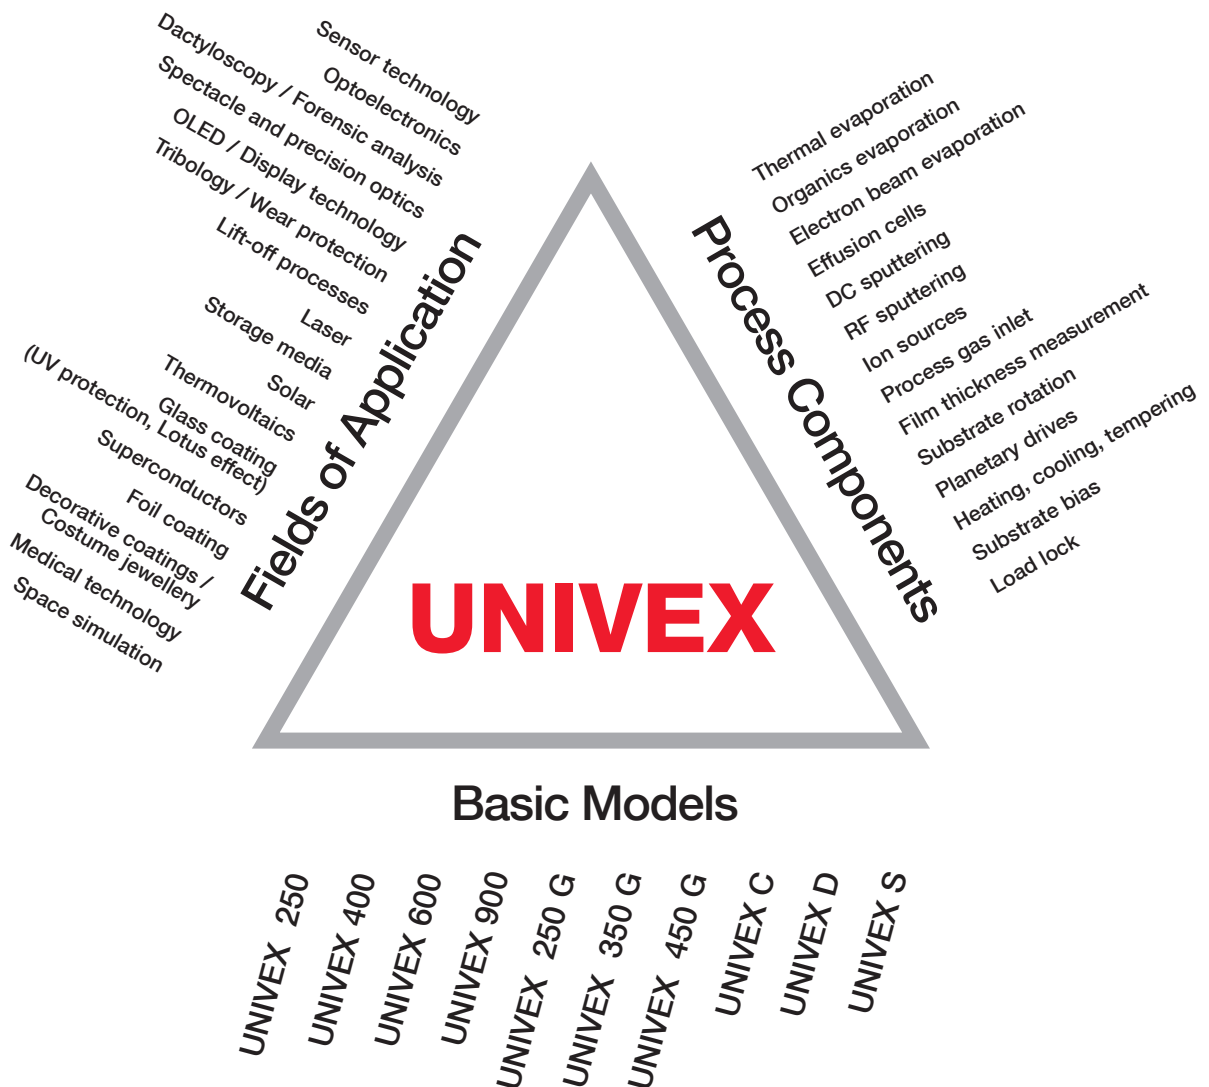 Sensor technology
Optoelectronics
Dactyloscopy / Forensic analysis
Spectacle and precision optics
OLED / Display technology
Tribology / Wear protection
Lift-off processes
Laser
Storage media
Solar
Thermovoltaics
Glass coating
(UV protection, Lotus effect)
Superconductors
Foil coating
Decorative coatings /
Costume jewellery
Medical technology
Space simulation
Fields of Application
Process Components
Thermal evaporation
Organics evaporation
Electron beam evaporation
Effusion cells
DC sputtering
RF sputtering
Ion sources
Process gas inlet
Film thickness measurement
Substrate rotation
Planetary drives
Heating, cooling, tempering
Substrate bias
Load lock
UNIVEX
Basic Models
UNIVEX 250
UNIVEX 400
UNIVEX 600
UNIVEX 900
UNIVEX 250 G
UNIVEX 350 G
UNIVEX 450 G
UNIVEX C
UNIVEX D
UNIVEX S